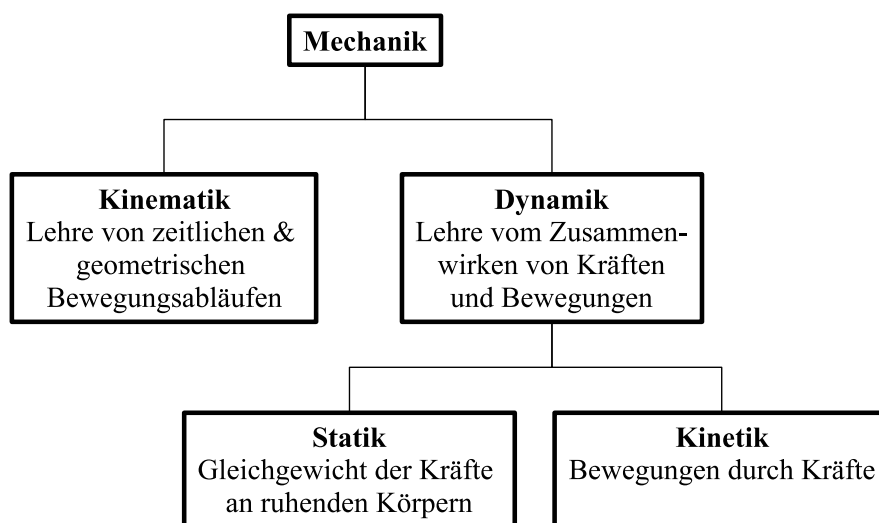 Mechanik
Kinematik
Lehre von zeitlichen &
geometrischen
Bewegungsabläufen
Dynamik
Lehre vom Zusammen-
wirken von Kräften
und Bewegungen
Statik
Gleichgewicht der Kräfte
an ruhenden Körpern
Kinetik
Bewegungen durch Kräfte